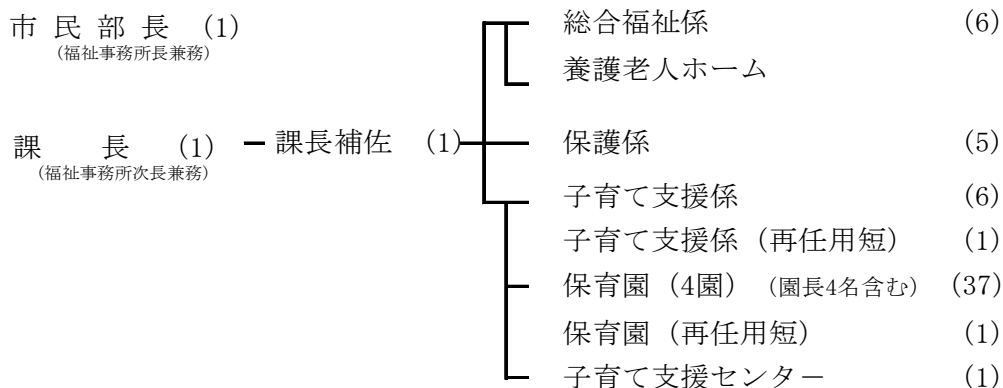 市 民 部 長 (1)
(福祉事務所長兼務)
総合福祉係 (6)
養護老人ホーム
課 長 (1) 課長補佐 (1) 保護係 (5)
(福祉事務所次長兼務)
子育て支援係 (6)
子育て支援係（再任用短） (1)
保育園（4園）（園長4名含む） (37)
保育園（再任用短） (1)
子育て支援センター (1)